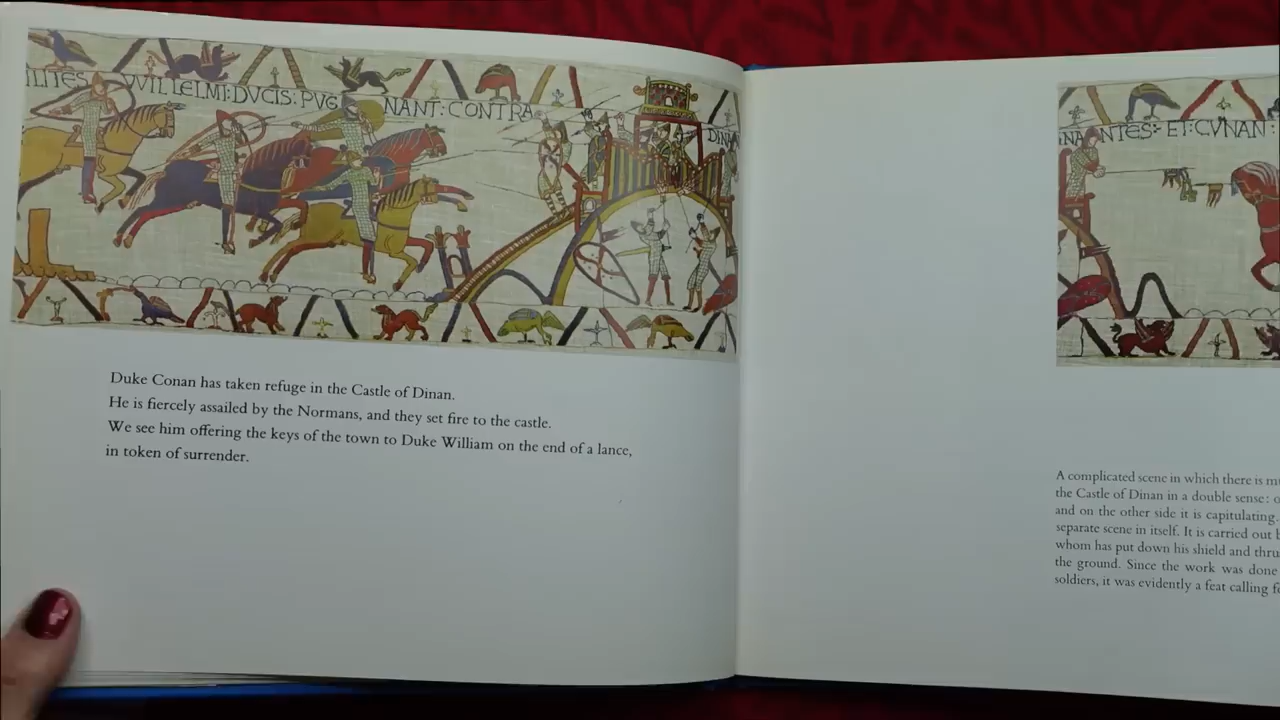 ILITES VVILLELMI: DVCIS: PVG NANT: CONTRA
DINA
Duke Conan has taken refuge in the Castle of Dinan.
He is fiercely assailed by the Normans, and they set fire to the castle.
We see him offering the keys of the town to Duke William on the end of a lance,
in token of surrender.
NANTES: ET: CVNAN:
A complicated scene in which there is
the Castle of Dinan in a double sense:
and on the other side it is capitulating.
separate scene in itself. It is carried out
whom has put down his shield and
the ground. Since the work was done
soldiers, it was evidently a feat calling